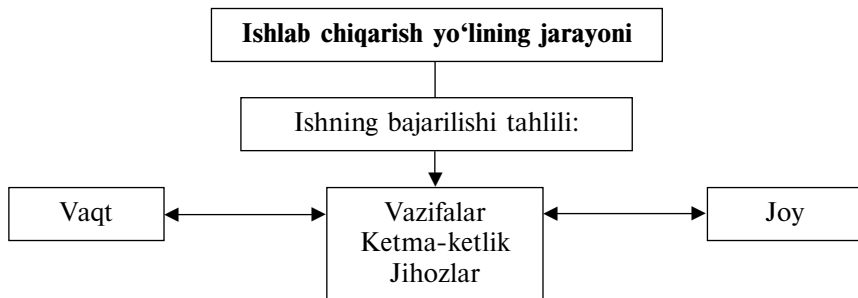 Ishlab chiqarish yo‘lining jarayoni
Ishning bajarilishi tahlili:
Vaqt
Vazifalar
Ketma-ketlik
Jihozlar
Joy